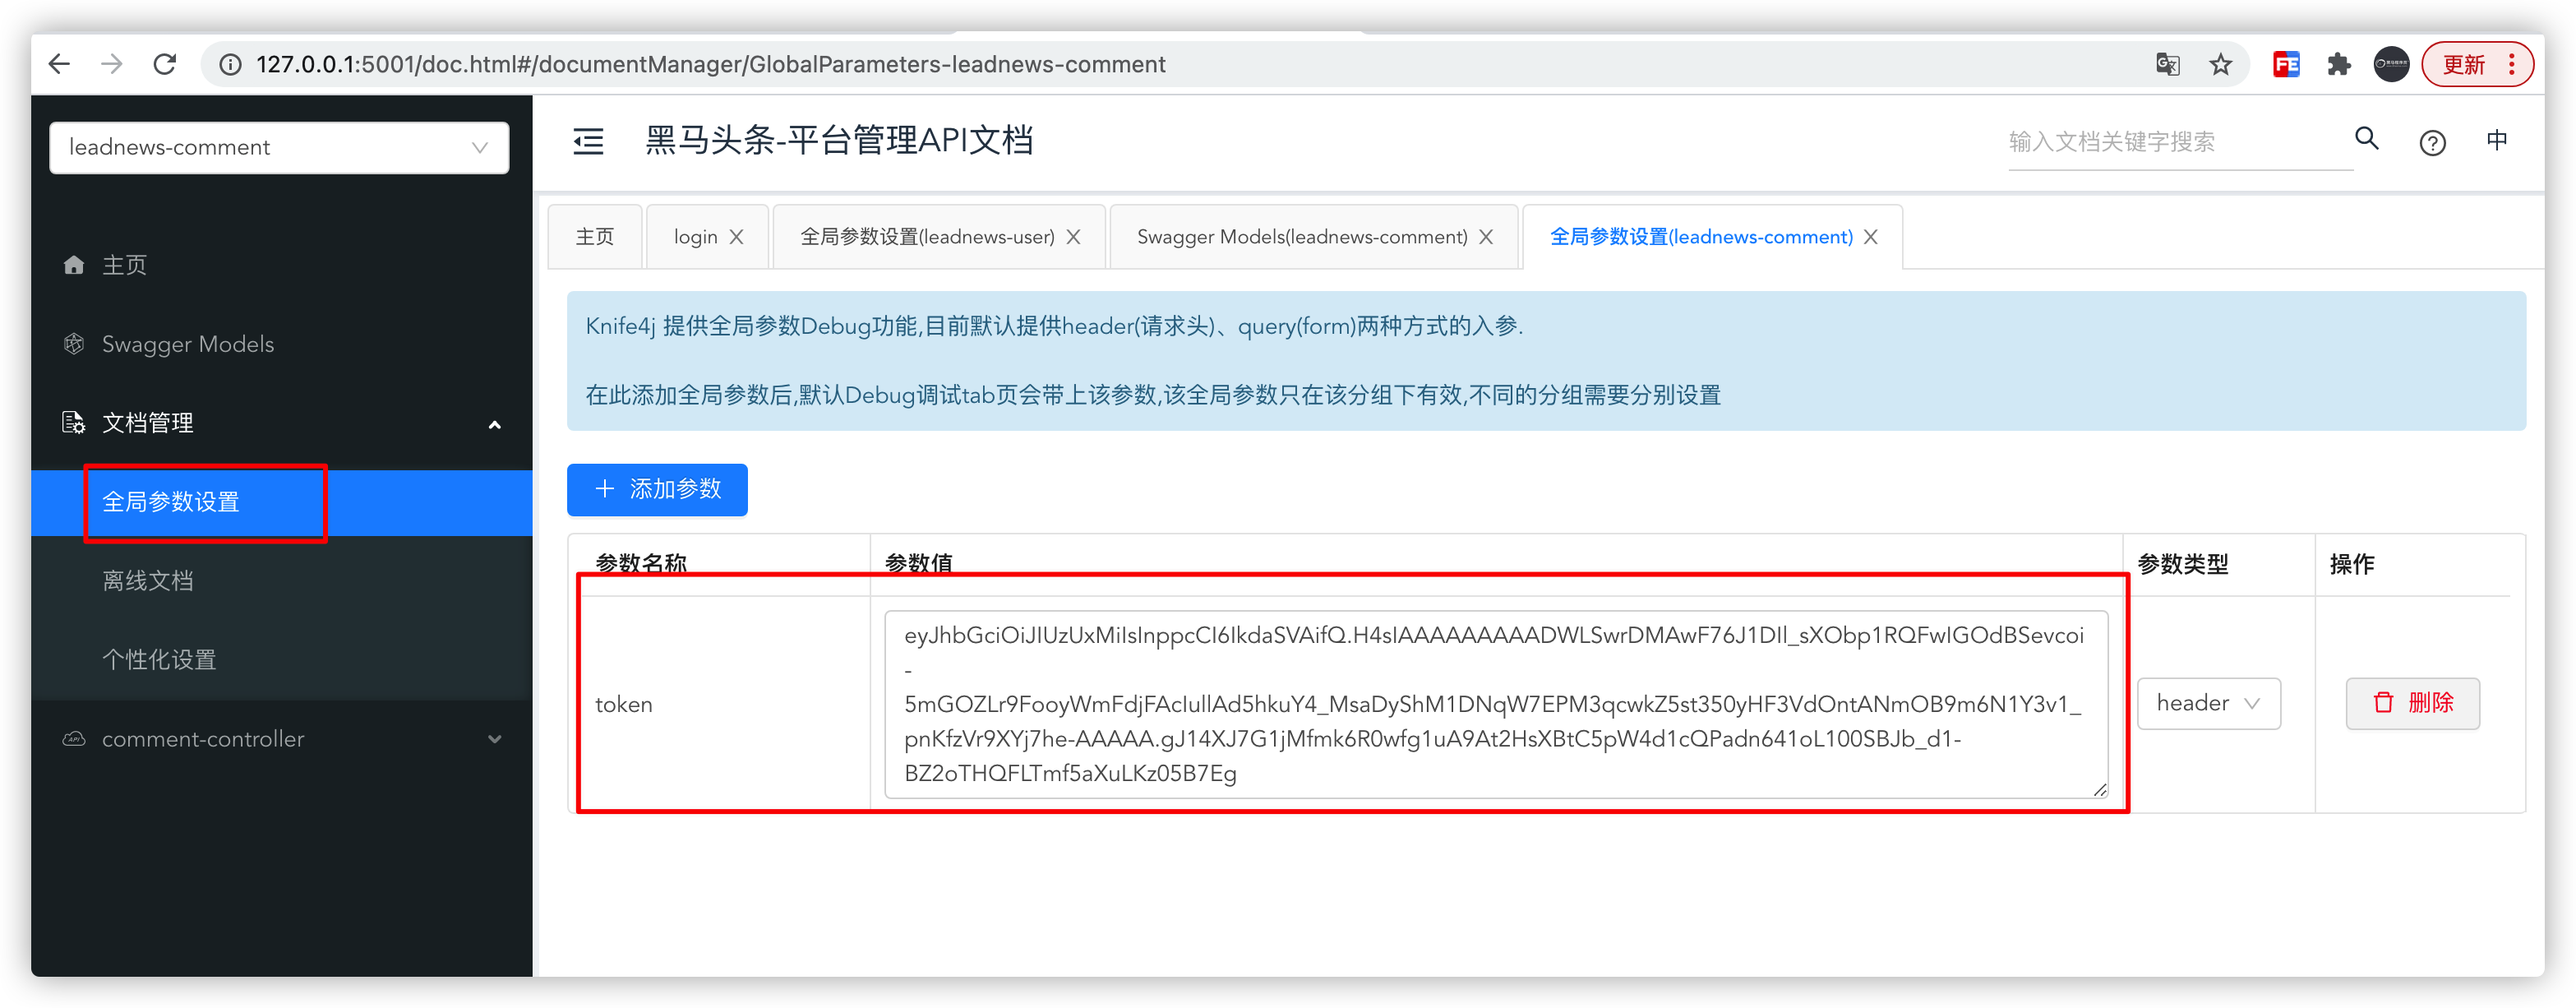 127.0.0.1:5001/doc.html#/documentManager/GlobalParameters-leadnews-comment
更新
leadnews-comment
黑马头条-平台管理API文档
输入文档关键字搜索
中
主页
login
全局参数设置(leadnews-user)
Swagger Models(leadnews-comment)
全局参数设置(leadnews-comment)
主页
Swagger Models
文档管理
全局参数设置
离线文档
个性化设置
comment-controller
Knife4j 提供全局参数Debug功能,目前默认提供header(请求头)、query(form)两种方式的入参.
在此添加全局参数后,默认Debug调试tab页会带上该参数,该全局参数只在该分组下有效,不同的分组需要分别设置
添加参数
参数名称 参数值 参数类型 操作
token
eyJhbGciOiJIUzUxMiIsInppcCI6IkdaSVAifQ.H4sIAAAAAAAAADWLSwrDMAwF76J1DIl_sXObp1RQFwIGOdBSevcoi
-
5mGOZLr9FooyWmFdjFAcIullAd5hkuY4_MsaDyShM1DNqW7EPM3qcwkZ5st350yHF3VdOntANmOB9m6N1Y3v1_
pnKfzVr9XYj7he-AAAAA.gJ14XJ7G1jMfmk6R0wfg1uA9At2HsXBtC5pW4d1cQPadn641oL100SBJb_d1-
BZ2oTHQFLTmf5aXuLKz05B7Eg
header
删除